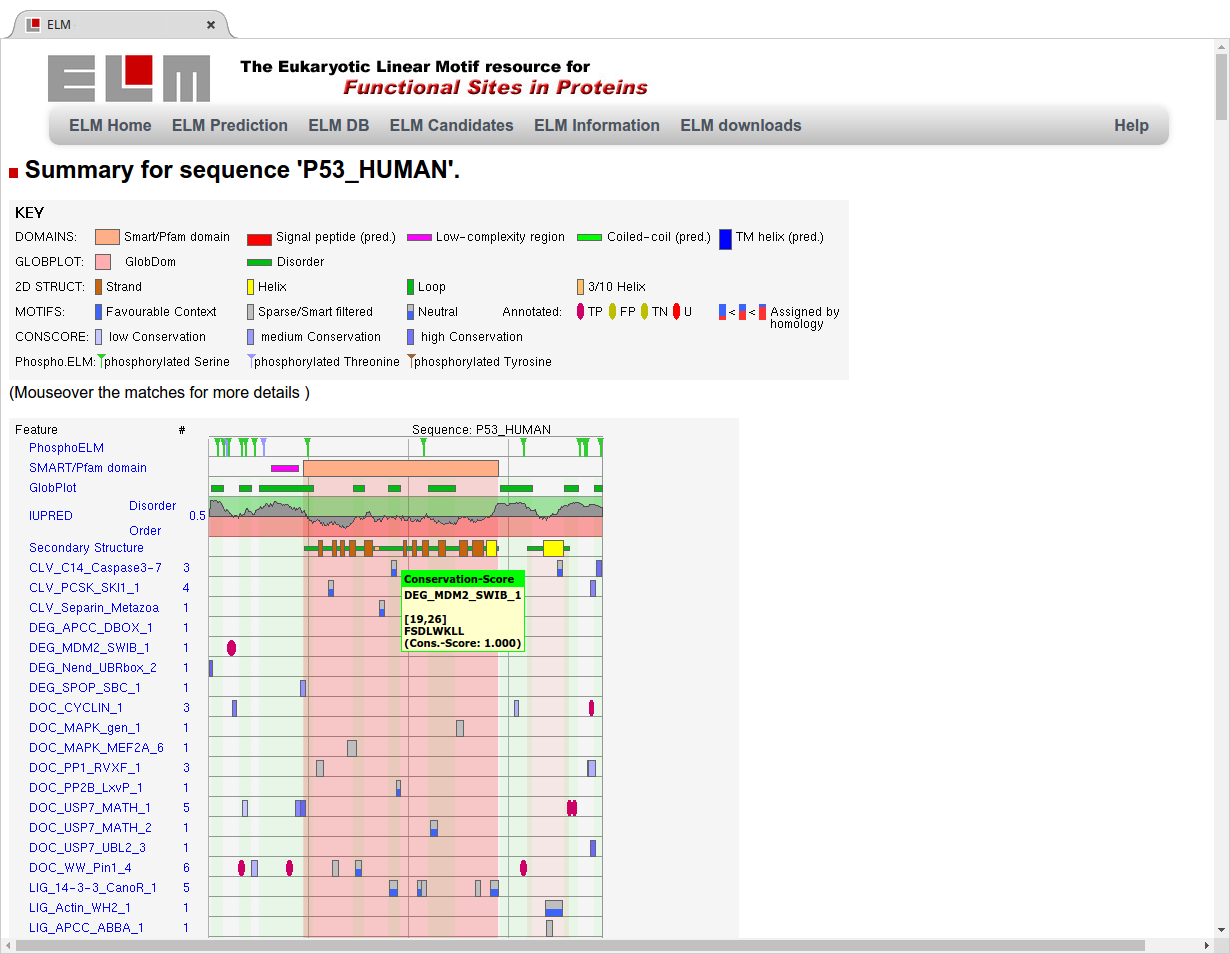 ELM ×
ELM The Eukaryotic Linear Motif resource for
Functional Sites in Proteins
ELM Home ELM Prediction ELM DB ELM Candidates ELM Information ELM downloads Help
Summary for sequence 'P53_HUMAN'.
KEY
DOMAINS: Smart/Pfam domain Signal peptide (pred.) Low-complexity region Coiled-coil (pred.) TM helix (pred.)
GLOBPLOT: GlobDom Disorder
2D STRUCT: Strand Helix Loop 3/10 Helix
MOTIFS: Favourable Context Sparse/Smart filtered Neutral Annotated: TP FP TN U < < Assigned by
homology
CONSCORE: low Conservation medium Conservation high Conservation
Phospho.ELM: phosphorylated Serine phosphorylated Threonine phosphorylated Tyrosine
(Mouseover the matches for more details )
Feature # Sequence: P53_HUMAN
PhosphoELM
SMART/Pfam domain
GlobPlot
Disorder
IUPRED 0.5
Order
Secondary Structure
CLV_C14_Caspase3-7 3
CLV_PCSK_SKI1_1 4
CLV_Separin_Metazoa 1
DEG_APCC_DBOX_1 1
DEG_MDM2_SWIB_1 1
DEG_Nend_UBRbox_2 1
DEG_SPOP_SBC_1 1
DOC_CYCLIN_1 3
DOC_MAPK_gen_1 1
DOC_MAPK_MEF2A_6 1
DOC_PP1_RVXF_1 3
DOC_PP2B_LxvP_1 1
DOC_USP7_MATH_1 5
DOC_USP7_MATH_2 1
DOC_USP7_UBL2_3 1
DOC_WW_Pin1_4 6
LIG_14-3-3_CanoR_1 5
LIG_Actin_WH2_1 1
LIG_APCC_ABBA_1 1
Conservation-Score
DEG_MDM2_SWIB_1
[19,26]
FSDLWKLL
(Cons.-Score: 1.000)